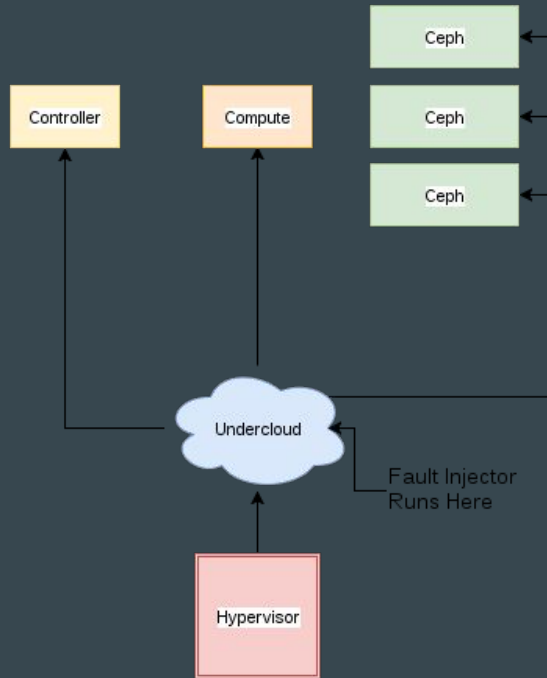 Ceph
Controller
Compute
Ceph
Ceph
Undercloud
Fault Injector
Runs Here
Hypervisor